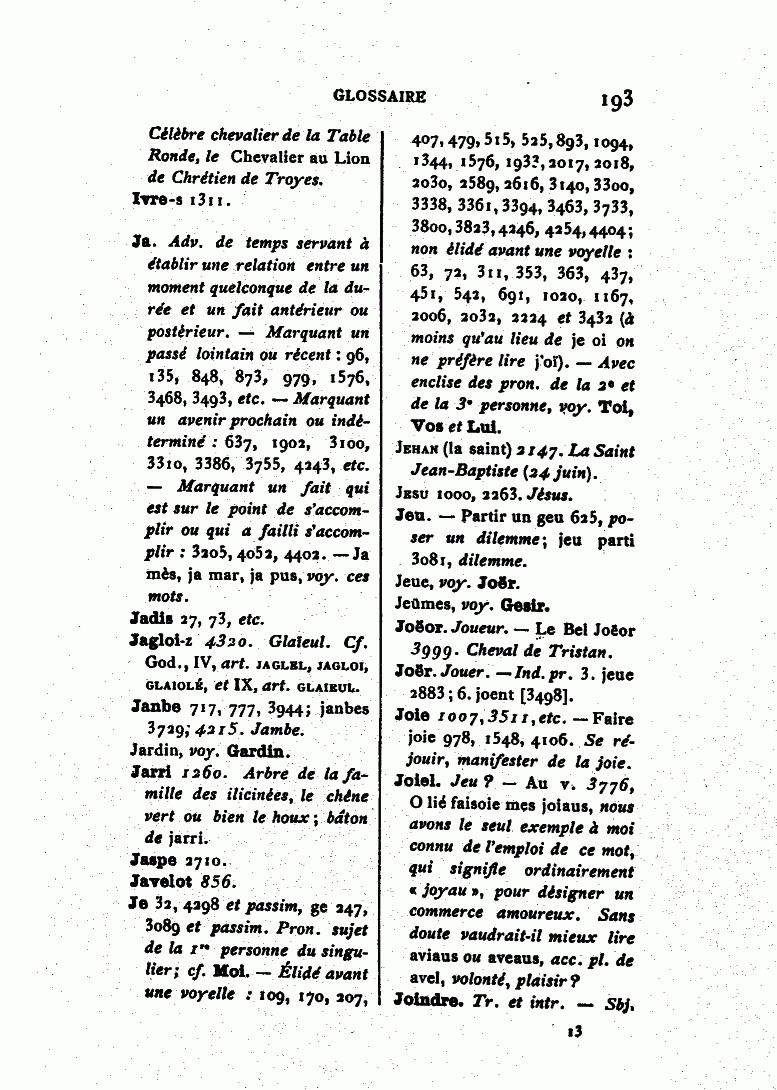 GLOSSAIRE
193
Célèbre chevalier de la Table
Ronde, le Chevalier au Lion
de Chrétien de Troyes.
Ivre-s 1311.
Ja. Adv. de temps servant à
établir une relation entre un
moment quelconque de la du-
rée et un fait antérieur ou
postérieur. — Marquant un
passé lointain ou récent : 96,
135, 848, 873, 979, 1576,
3468, 3493, etc. — Marquant
un avenir prochain ou indé-
terminé : 637, 1902, 3100,
3310, 3386, 3755, 4243, etc.
— Marquant un fait qui
est sur le point de s'accom-
plir ou qui a failli s'accom-
plir : 3205, 4052, 4402. — Ja
mès, ja mar, ja pus, voy. ces
mots.
Jadis 27, 73, etc.
Jagloi-z 4320. Glaïeul. Cf.
God., IV, art. JAGLEL, JAGLOI,
GLAIOLÉ, et IX, art. GLAIEUL.
Janbe 717, 777, 3944; janbes
3729; 4215. Jambe.
Jardin, voy. Gardin.
Jarri 1260. Arbre de la fa-
mille des ilicinées, le chêne
vert ou bien le houx; bâton
de jarri.
Jaspe 2710.
Javelot 856.
Je 32, 4298 et passim, ge 247,
3089 et passim. Pron. sujet
de la 1re personne du singu-
lier; cf. Moi. — Élidé avant
une voyelle : 109, 170, 207,
407, 479, 515, 525, 893, 1094,
1344, 1576, 1933, 2017, 2018,
2030, 2589, 2616, 3140, 3300,
3338, 3361, 3394, 3463, 3733,
3800, 3823, 4246, 4254, 4404;
non élidé avant une voyelle :
63, 72, 311, 353, 363, 437,
451, 542, 691, 1020, 1167,
2006, 2032, 2224 et 3432 (à
moins qu'au lieu de je oi on
ne préfère lire j'oï). — Avec
enclise des pron. de la 2e et
de la 3e personne, voy. Toi,
Vos et Lui.
JEHAN (la saint) 2147. La Saint
Jean-Baptiste (24 juin).
JESU 1000, 2263. Jésus.
Jeu. — Partir un geu 625, po-
ser un dilemme; jeu parti
3081, dilemme.
Jeue, voy. Joër.
Jeümes, voy. Gesir.
Joëor. Joueur. — Le Bel Joëor
3999. Cheval de Tristan.
Joër. Jouer. — Ind. pr. 3. jeue
2883; 6. joent [3498].
Joie 1007, 3511, etc. — Faire
joie 978, 1548, 4106. Se ré-
jouir, manifester de la joie.
Joiel. Jeu ? — Au v. 3776,
O lié faisoie mes joiaus, nous
avons le seul exemple à moi
connu de l'emploi de ce mot,
qui signifie ordinairement
« joyau », pour désigner un
commerce amoureux. Sans
doute vaudrait-il mieux lire
aviaus ou aveaus, acc. pl. de
avel, volonté, plaisir ?
Joindre. Tr. et intr. — Sbj.
13